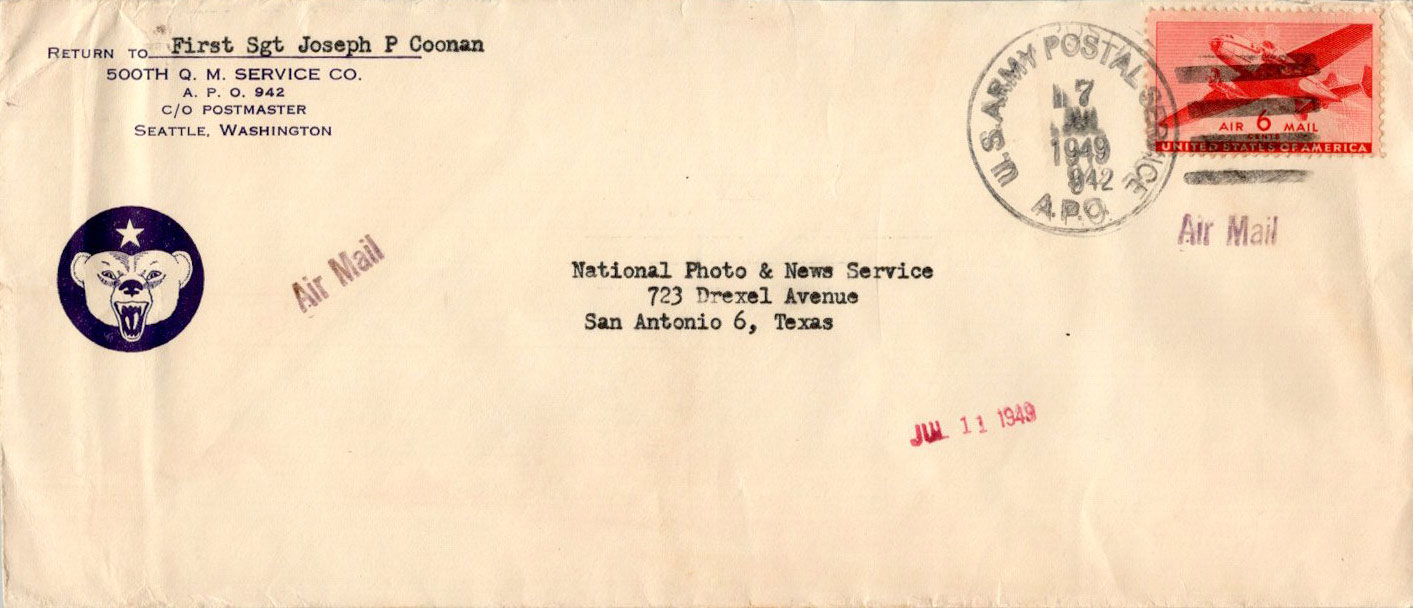 RETURN TO First Sgt Joseph P Coonan
500TH Q. M. SERVICE CO.
A. P. O. 942
C/O POSTMASTER
SEATTLE, WASHINGTON
U.S. ARMY POSTAL SERVICE
7
JUL
1949
942
A.P.O.
AIR 6 MAIL
CENTS
UNITED STATES OF AMERICA
Air Mail
Air Mail
National Photo & News Service
723 Drexel Avenue
San Antonio 6, Texas
JUL 11 1949